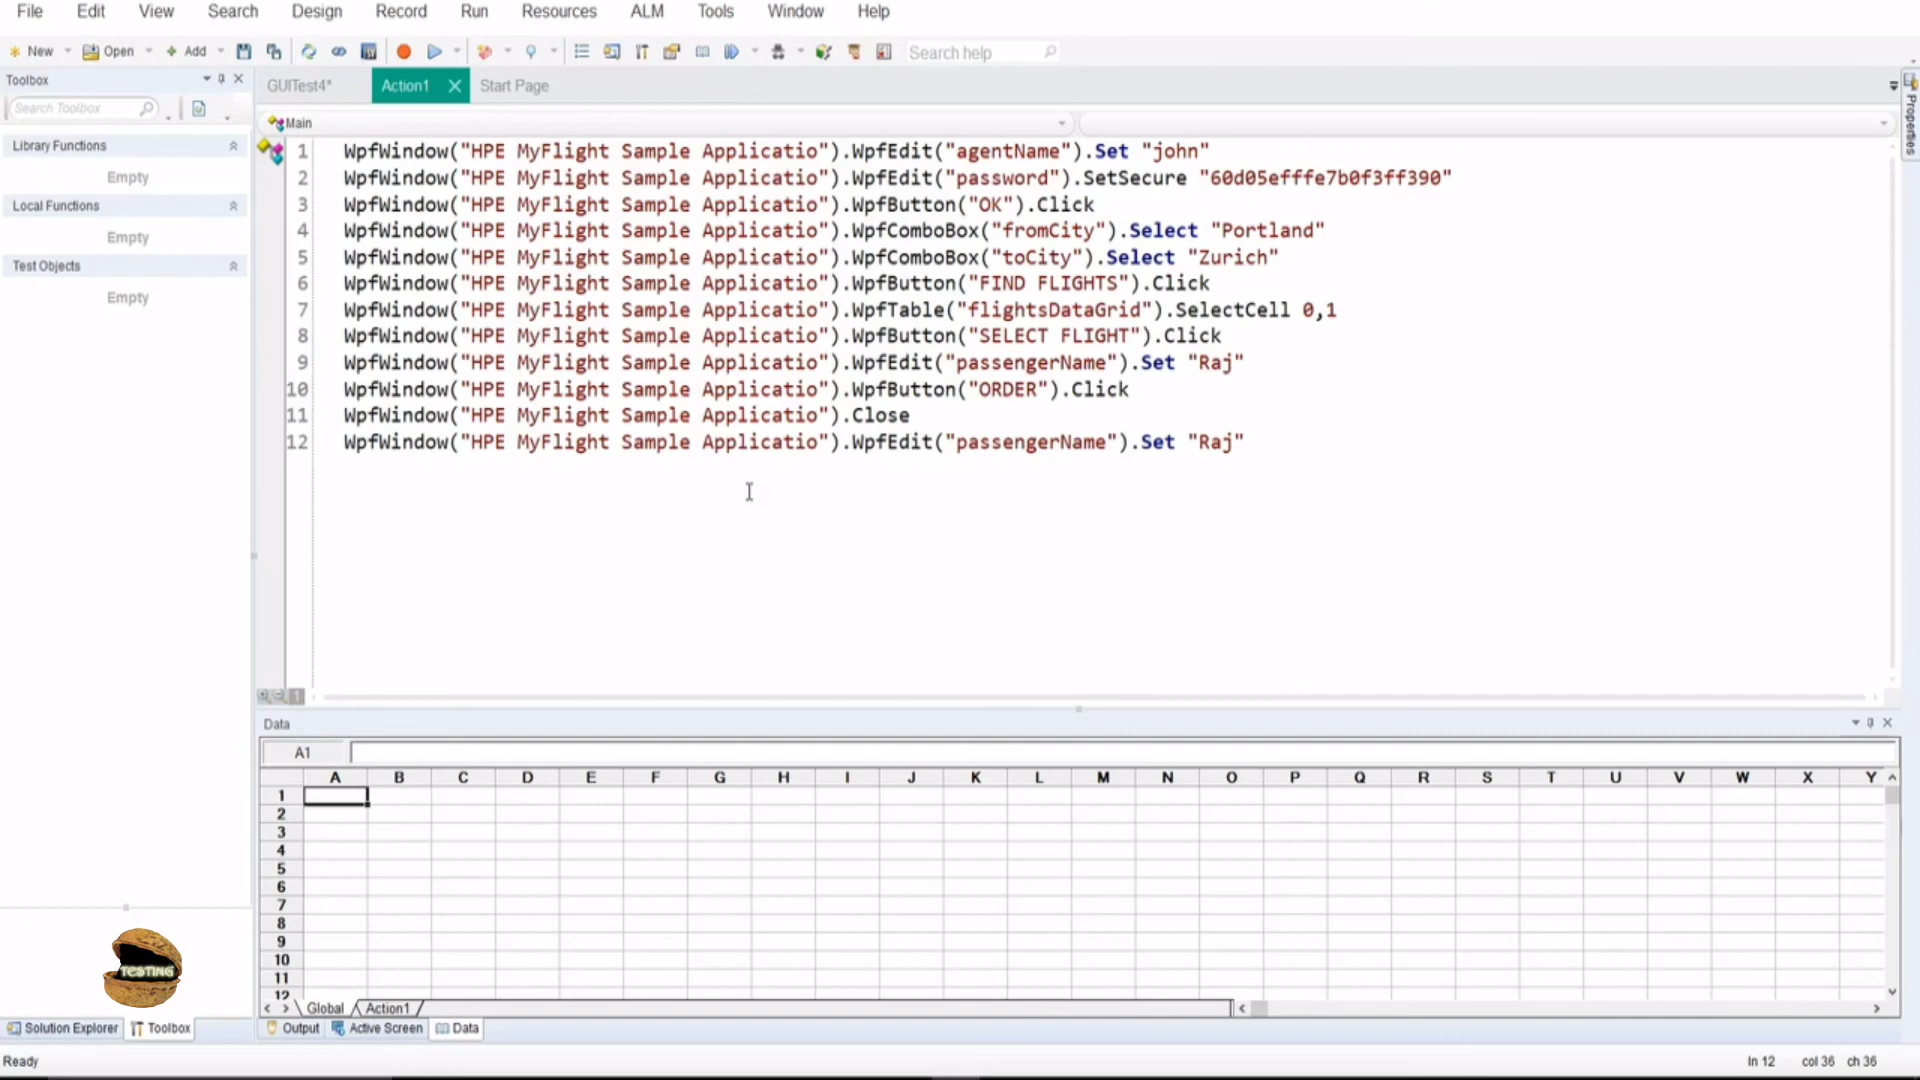 File Edit View Search Design Record Run Resources ALM Tools Window Help
New Open Add Search help
Toolbox
GUITest4* Action1 Start Page
Search Toolbox
Main
Properties
Library Functions
Empty
Local Functions
Empty
Test Objects
Empty
1 WpfWindow("HPE MyFlight Sample Applicatio").WpfEdit("agentName").Set "john"
2 WpfWindow("HPE MyFlight Sample Applicatio").WpfEdit("password").SetSecure "60d05efffe7b0f3ff390"
3 WpfWindow("HPE MyFlight Sample Applicatio").WpfButton("OK").Click
4 WpfWindow("HPE MyFlight Sample Applicatio").WpfComboBox("fromCity").Select "Portland"
5 WpfWindow("HPE MyFlight Sample Applicatio").WpfComboBox("toCity").Select "Zurich"
6 WpfWindow("HPE MyFlight Sample Applicatio").WpfButton("FIND FLIGHTS").Click
7 WpfWindow("HPE MyFlight Sample Applicatio").WpfTable("flightsDataGrid").SelectCell 0,1
8 WpfWindow("HPE MyFlight Sample Applicatio").WpfButton("SELECT FLIGHT").Click
9 WpfWindow("HPE MyFlight Sample Applicatio").WpfEdit("passengerName").Set "Raj"
10 WpfWindow("HPE MyFlight Sample Applicatio").WpfButton("ORDER").Click
11 WpfWindow("HPE MyFlight Sample Applicatio").Close
12 WpfWindow("HPE MyFlight Sample Applicatio").WpfEdit("passengerName").Set "Raj"
1
Data
A1
A B C D E F G H I J K L M N O P Q R S T U V W X Y
1
2
3
4
5
6
7
8
9
10
11
12
TESTING
Global Action1
Solution Explorer Toolbox Output Active Screen Data
Ready ln 12 col 36 ch 36